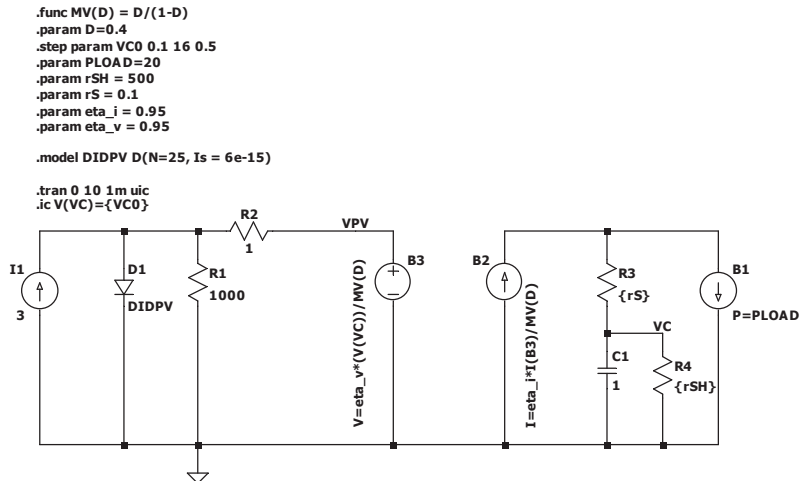 .func MV(D) = D/(1-D)
.param D=0.4
.step param VC0 0.1 16 0.5
.param PLOAD=20
.param rSH = 500
.param rS = 0.1
.param eta_i = 0.95
.param eta_v = 0.95
.model DIDPV D(N=25, Is = 6e-15)
.tran 0 10 1m uic
.ic V(VC)={VC0}
R2
1
VPV
I1
3
D1
DIDPV
R1
1000
B3
V=eta_v*(V(VC))/MV(D)
B2
I=eta_i*I(B3)/MV(D)
R3
{rS}
VC
C1
1
R4
{rSH}
B1
P=PLOAD